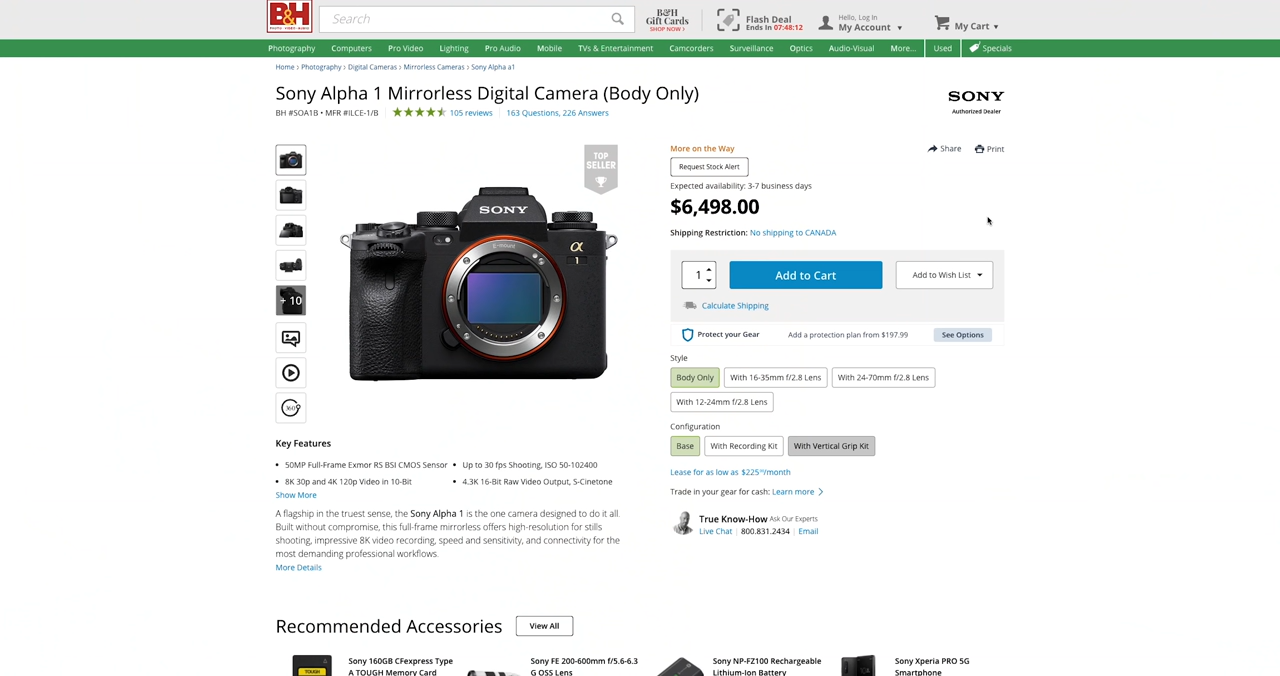 B&H
PHOTO · VIDEO · AUDIO
Search
B&H
Gift Cards
SHOP NOW ›
Flash Deal
Ends In 07:48:12
Hello, Log In
My Account
My Cart
Photography Computers Pro Video Lighting Pro Audio Mobile TVs & Entertainment Camcorders Surveillance Optics Audio-Visual More... Used Specials
Home › Photography › Digital Cameras › Mirrorless Cameras › Sony Alpha a1
Sony Alpha 1 Mirrorless Digital Camera (Body Only)
BH #SOA1B • MFR #ILCE-1/B 105 reviews 163 Questions, 226 Answers
SONY
Authorized Dealer
TOP
SELLER
SONY
E-mount
α
1
+ 10
360º
More on the Way
Share Print
Request Stock Alert
Expected availability: 3-7 business days
$6,498.00
Shipping Restriction: No shipping to CANADA
1
Add to Cart
Add to Wish List
Calculate Shipping
Protect your Gear Add a protection plan from $197.99 See Options
Style
Body Only With 16-35mm f/2.8 Lens With 24-70mm f/2.8 Lens
With 12-24mm f/2.8 Lens
Configuration
Base With Recording Kit With Vertical Grip Kit
Lease for as low as $225/month
Trade in your gear for cash: Learn more
True Know-How Ask Our Experts
Live Chat 800.831.2434 Email
Key Features
• 50MP Full-Frame Exmor RS BSI CMOS Sensor
• Up to 30 fps Shooting, ISO 50-102400
• 8K 30p and 4K 120p Video in 10-Bit
• 4.3K 16-Bit Raw Video Output, S-Cinetone
Show More
A flagship in the truest sense, the Sony Alpha 1 is the one camera designed to do it all.
Built without compromise, this full-frame mirrorless offers high-resolution for stills
shooting, impressive 8K video recording, speed and sensitivity, and connectivity for the
most demanding professional workflows.
More Details
Recommended Accessories View All
TOUGH
Sony 160GB CFexpress Type
A TOUGH Memory Card
Sony FE 200-600mm f/5.6-6.3
G OSS Lens
Sony NP-FZ100 Rechargeable
Lithium-Ion Battery
Sony Xperia PRO 5G
Smartphone